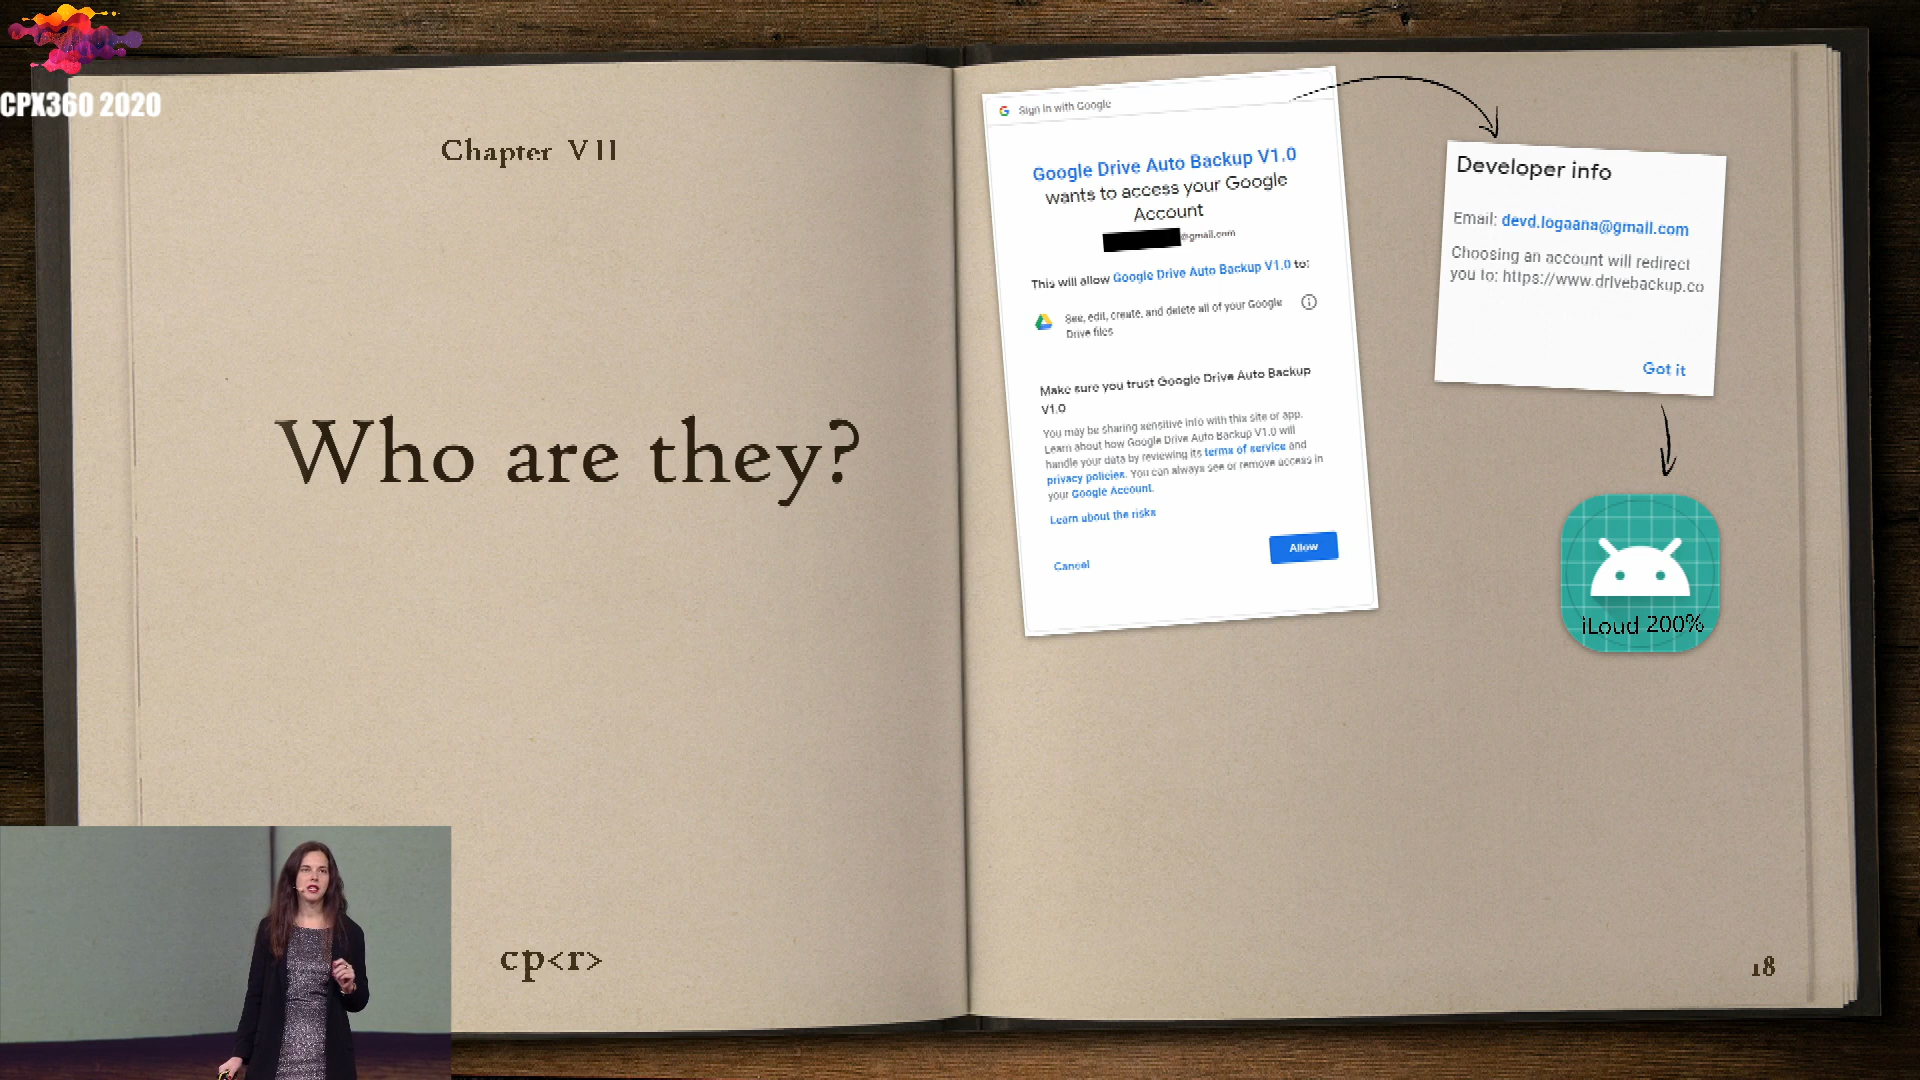 CPX360 2020
Chapter VII
Who are they?
cp<r>
Sign in with Google
Google Drive Auto Backup V1.0
wants to access your Google
Account
@gmail.com
This will allow Google Drive Auto Backup V1.0 to:
See, edit, create, and delete all of your Google
Drive files
Make sure you trust Google Drive Auto Backup
V1.0
You may be sharing sensitive info with this site or app.
Learn about how Google Drive Auto Backup V1.0 will
handle your data by reviewing its terms of service and
privacy policies. You can always see or remove access in
your Google Account.
Learn about the risks
Cancel
Allow
Developer info
Email: devd.logaana@gmail.com
Choosing an account will redirect
you to: https://www.drivebackup.co
Got it
iLoud 200%
18